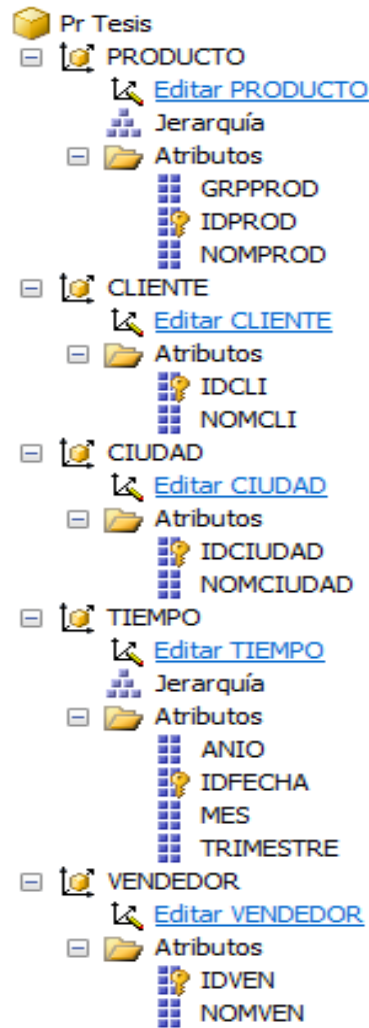 Pr Tesis
PRODUCTO
Editar PRODUCTO
Jerarquía
Atributos
GRPPROD
IDPROD
NOMPROD
CLIENTE
Editar CLIENTE
Atributos
IDCLI
NOMCLI
CIUDAD
Editar CIUDAD
Atributos
IDCIUDAD
NOMCIUDAD
TIEMPO
Editar TIEMPO
Jerarquía
Atributos
ANIO
IDFECHA
MES
TRIMESTRE
VENDEDOR
Editar VENDEDOR
Atributos
IDVEN
NOMVEN